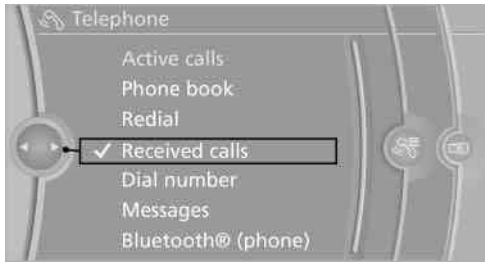 Telephone
Active calls
Phone book
Redial
Received calls
Dial number
Messages
Bluetooth® (phone)